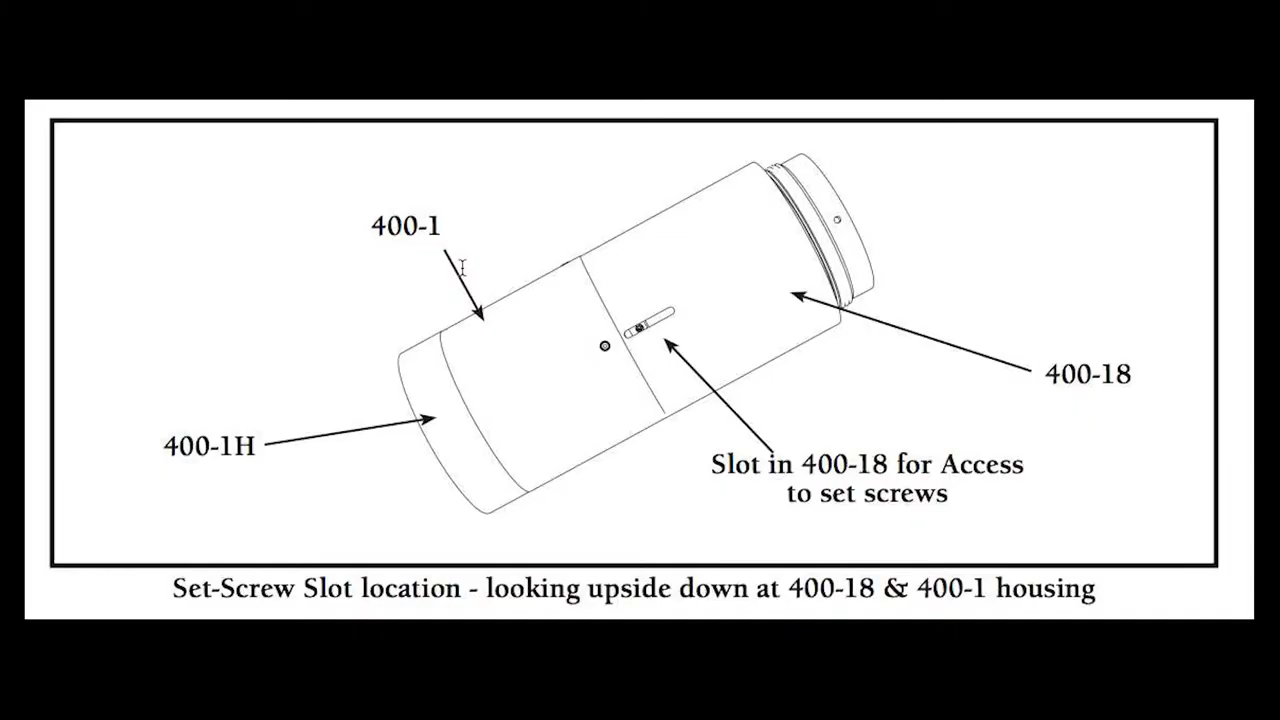 400-1
400-18
400-1H
Slot in 400-18 for Access
to set screws
Set-Screw Slot location - looking upside down at 400-18 & 400-1 housing